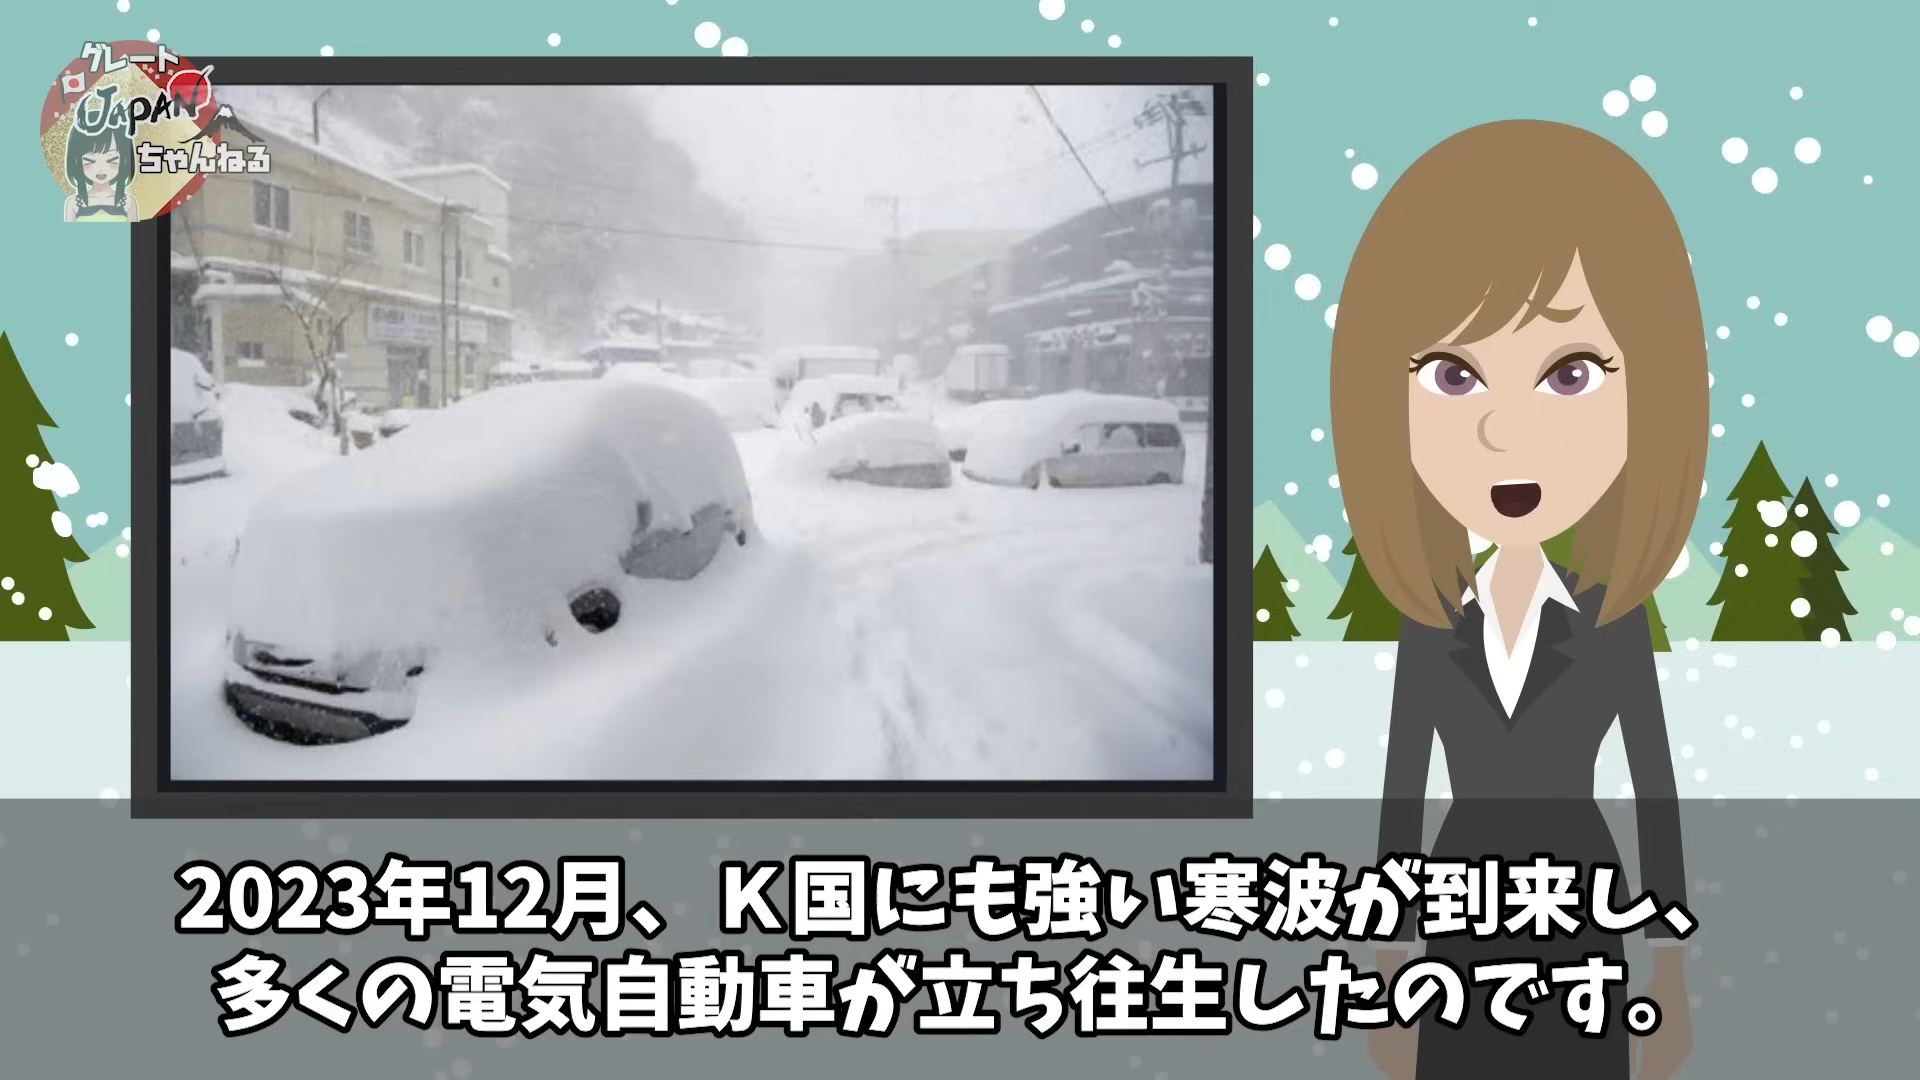 グレート
JAPAN
ちゃんねる
2023年12月、K国にも強い寒波が到来し、
多くの電気自動車が立ち往生したのです。